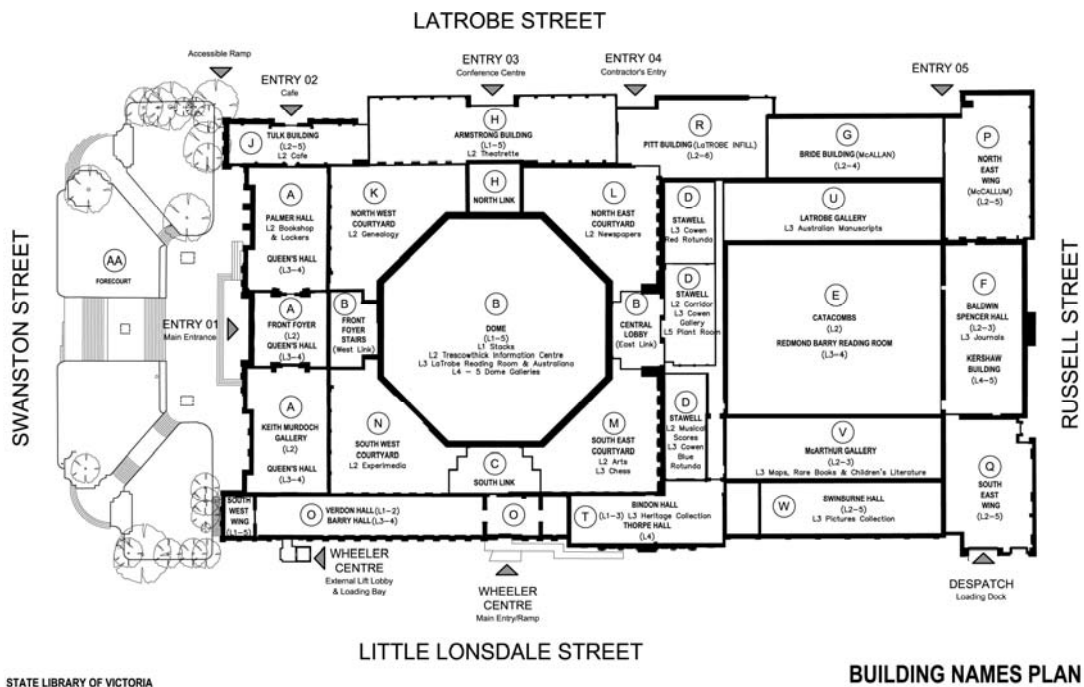 LATROBE STREET
Accessible Ramp
ENTRY 02
Cafe
ENTRY 03
Conference Centre
ENTRY 04
Contractor's Entry
ENTRY 05
J
TULK BUILDING
(L2-5)
L2 Cafe
H
ARMSTRONG BUILDING
(L1-5)
L2 Theatrette
R
PITT BUILDING (LaTROBE INFILL)
(L2-6)
G
BRIDE BUILDING (McALLAN)
(L2-4)
P
NORTH
EAST
WING
(McCALLUM)
(L2-5)
A
PALMER HALL
L2 Bookshop
& Lockers
QUEEN'S HALL
(L3-4)
K
NORTH WEST
COURTYARD
L2 Genealogy
H
NORTH LINK
L
NORTH EAST
COURTYARD
L2 Newspapers
D
STAWELL
L3 Cowen
Red Rotunda
U
LATROBE GALLERY
L3 Australian Manuscripts
SWANSTON STREET
AA
FORECOURT
ENTRY 01
Main Entrance
A
FRONT FOYER
(L2)
QUEEN'S HALL
(L3-4)
B
FRONT
FOYER
STAIRS
(West Link)
B
DOME
(L1-5)
L1 Stacks
L2 Trescowthick Information Centre
L3 LaTrobe Reading Room & Australiana
L4 - 5 Dome Galleries
B
CENTRAL
LOBBY
(East Link)
D
STAWELL
L2 Corridor
L3 Cowen
Gallery
L5 Plant Room
E
CATACOMBS
(L2)
REDMOND BARRY READING ROOM
(L3-4)
F
BALDWIN
SPENCER HALL
(L2-3)
L3 Journals
KERSHAW
BUILDING
(L4-5)
RUSSELL STREET
A
KEITH MURDOCH
GALLERY
(L2)
QUEEN'S HALL
(L3-4)
N
SOUTH WEST
COURTYARD
L2 Experimedia
C
SOUTH LINK
M
SOUTH EAST
COURTYARD
L2 Arts
L3 Chess
D
STAWELL
L2 Musical
Scores
L3 Cowen
Blue
Rotunda
V
McARTHUR GALLERY
(L2-3)
L3 Maps, Rare Books & Children's Literature
Q
SOUTH
EAST
WING
(L2-5)
SOUTH
WEST
WING
(L1-5)
O
VERDON HALL (L1-2)
BARRY HALL (L3-4)
O
T
BINDON HALL
(L1-3) L3 Heritage Collection
THORPE HALL
(L4)
W
SWINBURNE HALL
(L2-5)
L3 Pictures Collection
WHEELER
CENTRE
External Lift Lobby
& Loading Bay
WHEELER
CENTRE
Main Entry/Ramp
DESPATCH
Loading Dock
LITTLE LONSDALE STREET
STATE LIBRARY OF VICTORIA
BUILDING NAMES PLAN